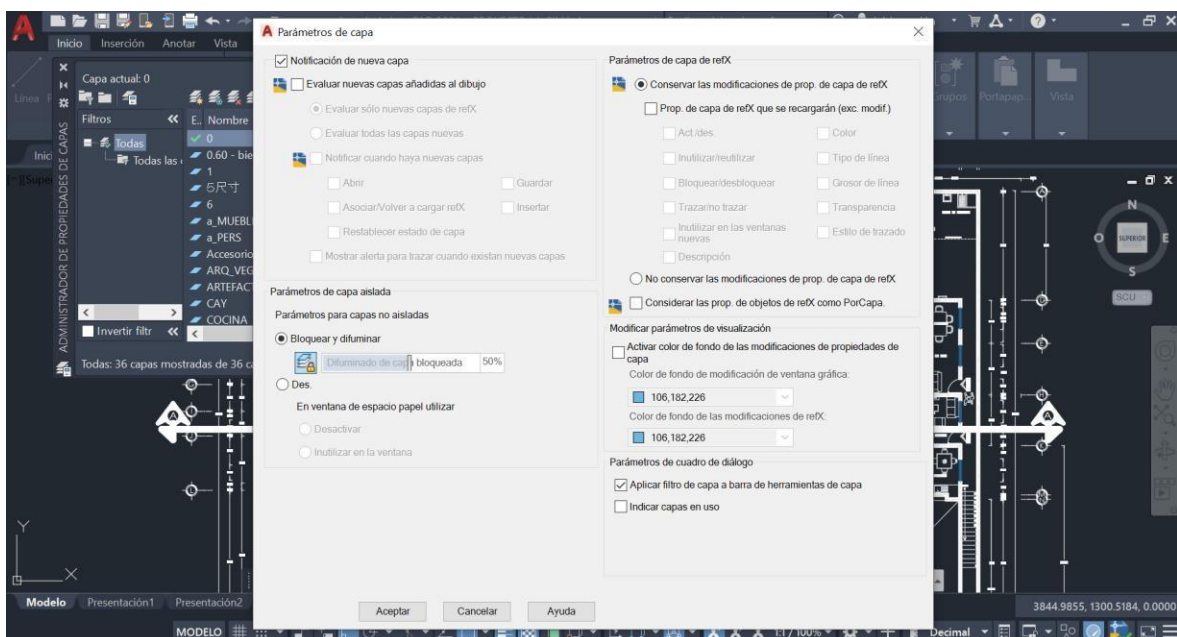 Inicio Inserción Anotar Vista
Línea
Capa actual: 0
Filtros
E.. Nombre
Todas
Todas las
0
0.60 - bie
1
5尺寸
6
a_MUEBL
a_PERS
Accesorio
ARQ_VEG
ARTEFACT
CAY
COCINA
Invertir filtr
Todas: 36 capas mostradas de 36 c
ADMINISTRADOR DE PROPIEDADES DE CAPAS
Parámetros de capa
Notificación de nueva capa
Evaluar nuevas capas añadidas al dibujo
Evaluar sólo nuevas capas de refX
Evaluar todas las capas nuevas
Notificar cuando haya nuevas capas
Abrir Guardar
Asociar/Volver a cargar refX Insertar
Restablecer estado de capa
Mostrar alerta para trazar cuando existan nuevas capas
Parámetros de capa aislada
Parámetros para capas no aisladas
Bloquear y difuminar
Difuminado de capa bloqueada 50%
Des.
En ventana de espacio papel utilizar
Desactivar
Inutilizar en la ventana
Parámetros de capa de refX
Conservar las modificaciones de prop. de capa de refX
Prop. de capa de refX que se recargarán (exc. modif.)
Act./des. Color
Inutilizar/reutilizar Tipo de línea
Bloquear/desbloquear Grosor de línea
Trazar/no trazar Transparencia
Inutilizar en las ventanas nuevas Estilo de trazado
Descripción
No conservar las modificaciones de prop. de capa de refX
Considerar las prop. de objetos de refX como PorCapa.
Modificar parámetros de visualización
Activar color de fondo de las modificaciones de propiedades de
capa
Color de fondo de modificación de ventana gráfica:
106,182,226
Color de fondo de las modificaciones de refX:
106,182,226
Parámetros de cuadro de diálogo
Aplicar filtro de capa a barra de herramientas de capa
Indicar capas en uso
Aceptar Cancelar Ayuda
Grupos Portapap... Vista
N
O SUPERIOR E
S
SCU
Y
X
Modelo Presentación1 Presentación2
3844.9855, 1300.5184, 0.0000
MODELO
1:1 / 100%
Decimal